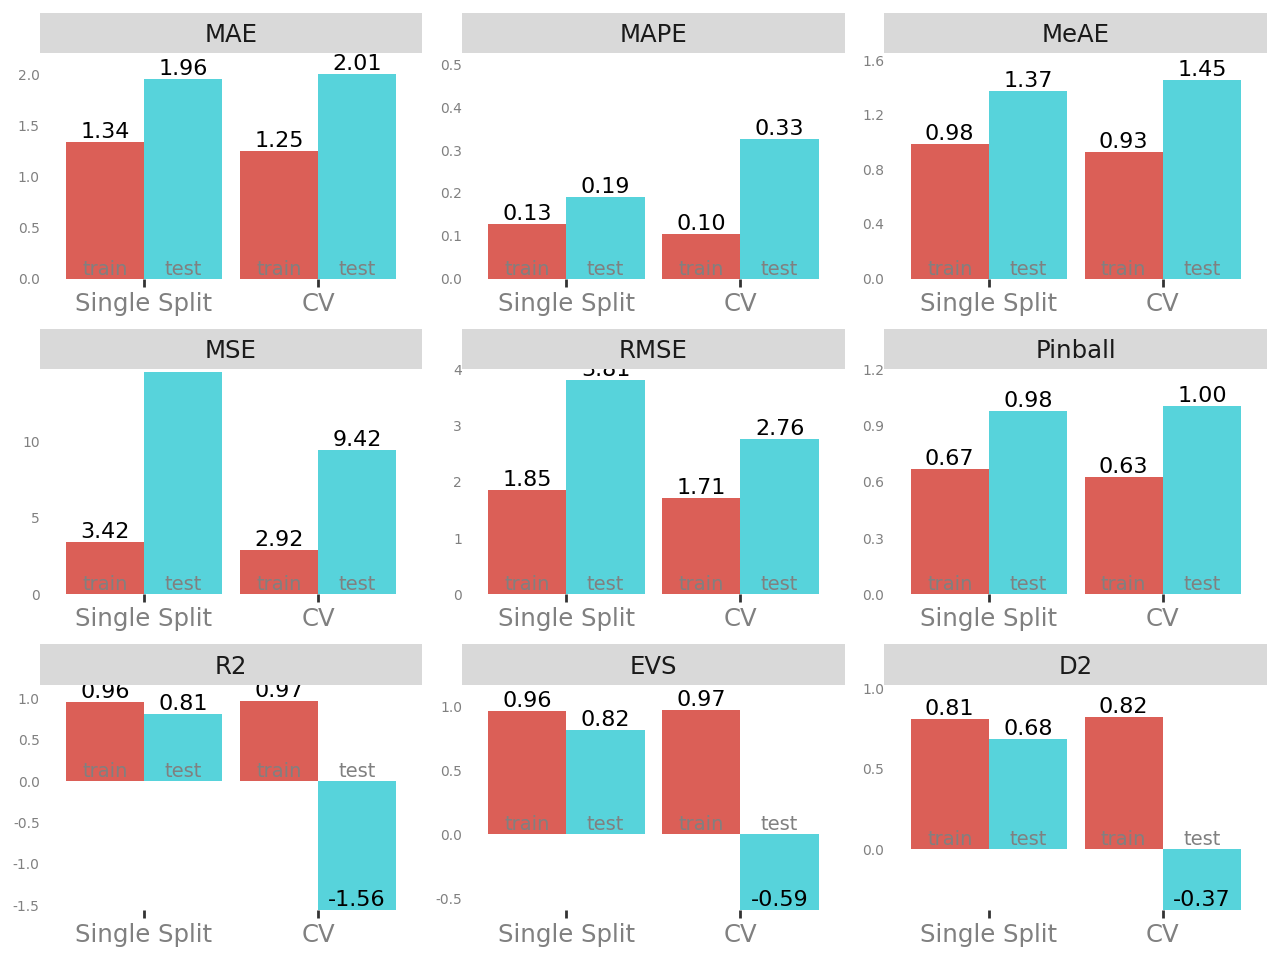 MAE
2.0
1.5
1.0
0.5
0.0
1.34
1.96
1.25
2.01
train test train test
Single Split CV
MAPE
0.5
0.4
0.3
0.2
0.1
0.0
0.13
0.19
0.10
0.33
train test train test
Single Split CV
MeAE
1.6
1.2
0.8
0.4
0.0
0.98
1.37
0.93
1.45
train test train test
Single Split CV
MSE
10
5
0
3.42
2.92
9.42
train test train test
Single Split CV
RMSE
4
3
2
1
0
1.85
3.81
1.71
2.76
train test train test
Single Split CV
Pinball
1.2
0.9
0.6
0.3
0.0
0.67
0.98
0.63
1.00
train test train test
Single Split CV
R2
1.0
0.5
0.0
-0.5
-1.0
-1.5
0.96
0.81
0.97
-1.56
train test train test
Single Split CV
EVS
1.0
0.5
0.0
-0.5
0.96
0.82
0.97
-0.59
train test train test
Single Split CV
D2
1.0
0.5
0.0
0.81
0.68
0.82
-0.37
train test train test
Single Split CV